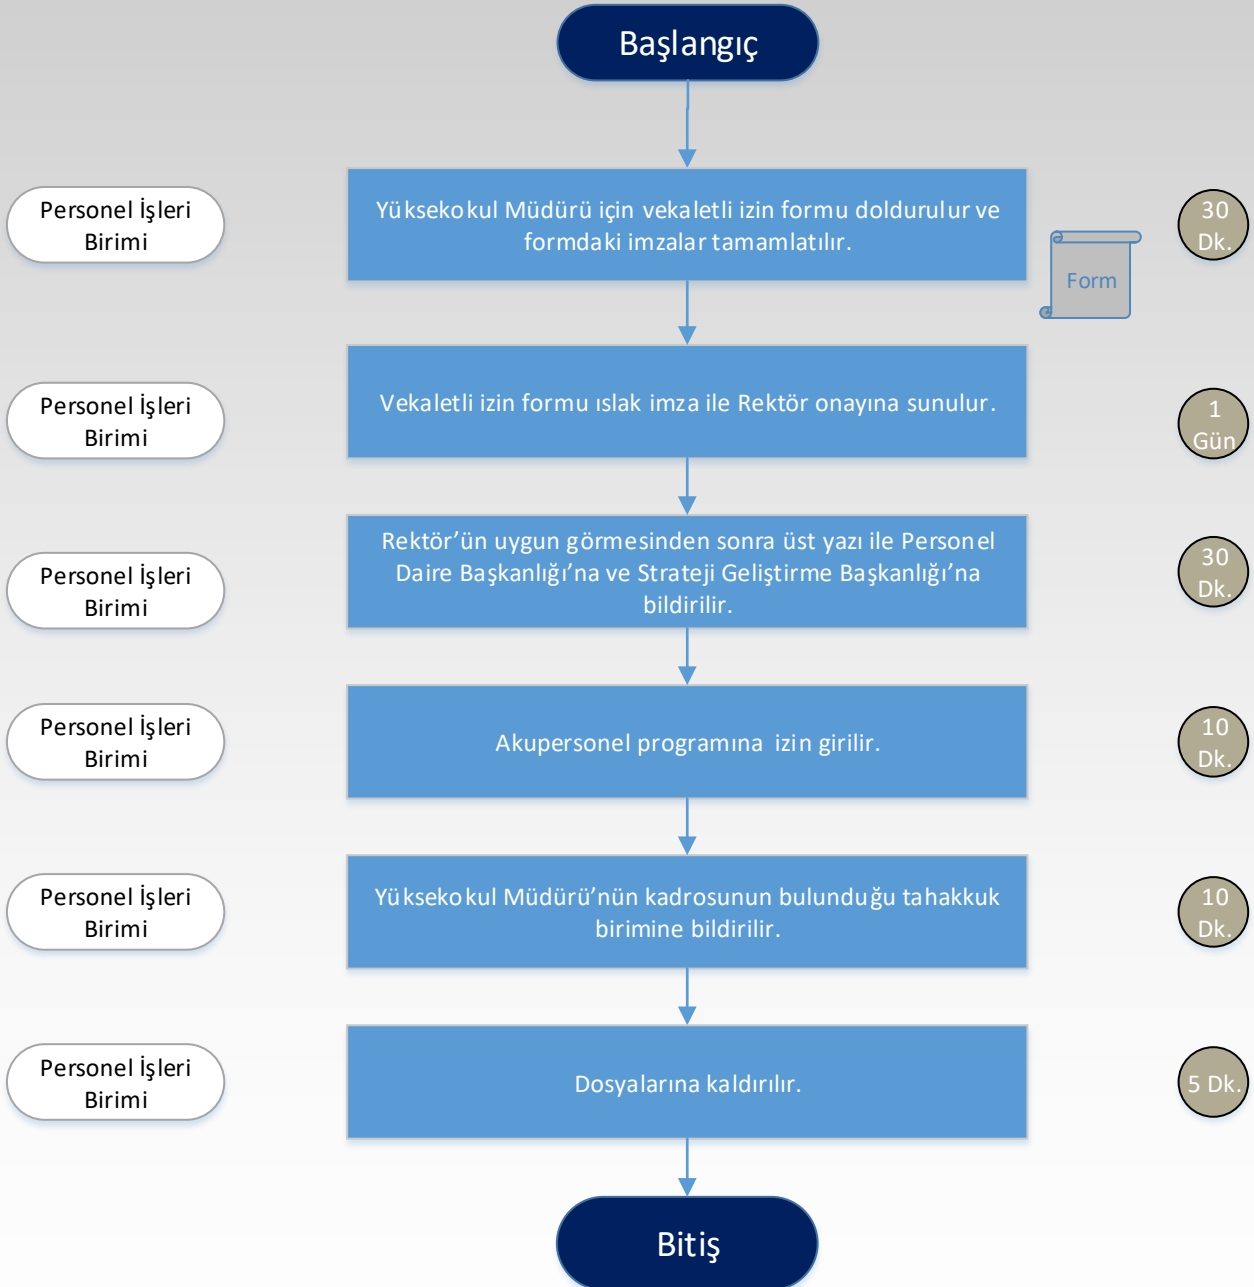 Başlangıç
Personel İşleri
Birimi
Yüksekokul Müdürü için vekaletli izin formu doldurulur ve
formdaki imzalar tamamlatılır.
30
Dk.
Form
Personel İşleri
Birimi
Vekaletli izin formu ıslak imza ile Rektör onayına sunulur.
1
Gün
Personel İşleri
Birimi
Rektör’ün uygun görmesinden sonra üst yazı ile Personel
Daire Başkanlığı’na ve Strateji Geliştirme Başkanlığı’na
bildirilir.
30
Dk.
Personel İşleri
Birimi
Akupersonel programına izin girilir.
10
Dk.
Personel İşleri
Birimi
Yüksekokul Müdürü’nün kadrosunun bulunduğu tahakkuk
birimine bildirilir.
10
Dk.
Personel İşleri
Birimi
Dosyalarına kaldırılır.
5 Dk.
Bitiş